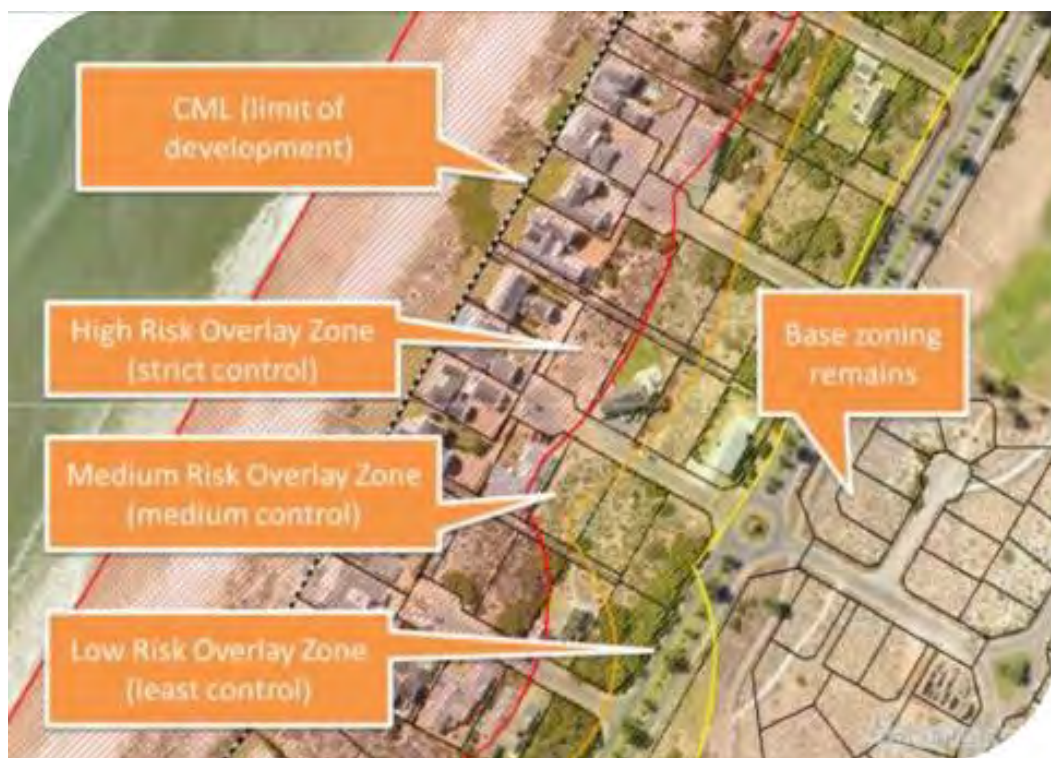 CML (limit of
development)
High Risk Overlay Zone
(strict control)
Base zoning
remains
Medium Risk Overlay Zone
(medium control)
Low Risk Overlay Zone
(least control)